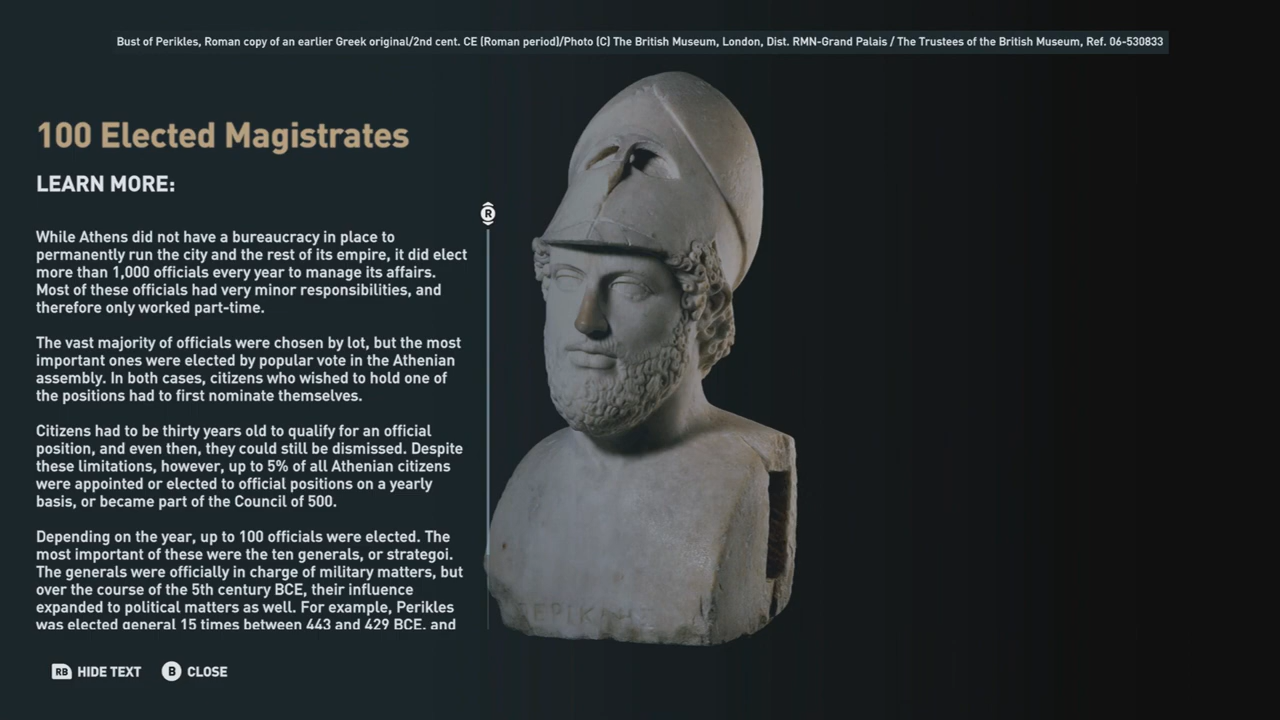 Bust of Perikles, Roman copy of an earlier Greek original/2nd cent. CE (Roman period)/Photo (C) The British Museum, London, Dist. RMN-Grand Palais / The Trustees of the British Museum, Ref. 06-530833
100 Elected Magistrates
LEARN MORE:
R
While Athens did not have a bureaucracy in place to
permanently run the city and the rest of its empire, it did elect
more than 1,000 officials every year to manage its affairs.
Most of these officials had very minor responsibilities, and
therefore only worked part-time.
The vast majority of officials were chosen by lot, but the most
important ones were elected by popular vote in the Athenian
assembly. In both cases, citizens who wished to hold one of
the positions had to first nominate themselves.
Citizens had to be thirty years old to qualify for an official
position, and even then, they could still be dismissed. Despite
these limitations, however, up to 5% of all Athenian citizens
were appointed or elected to official positions on a yearly
basis, or became part of the Council of 500.
Depending on the year, up to 100 officials were elected. The
most important of these were the ten generals, or strategoi.
The generals were officially in charge of military matters, but
over the course of the 5th century BCE, their influence
expanded to political matters as well. For example, Perikles
was elected general 15 times between 443 and 429 BCE, and
RB HIDE TEXT B CLOSE